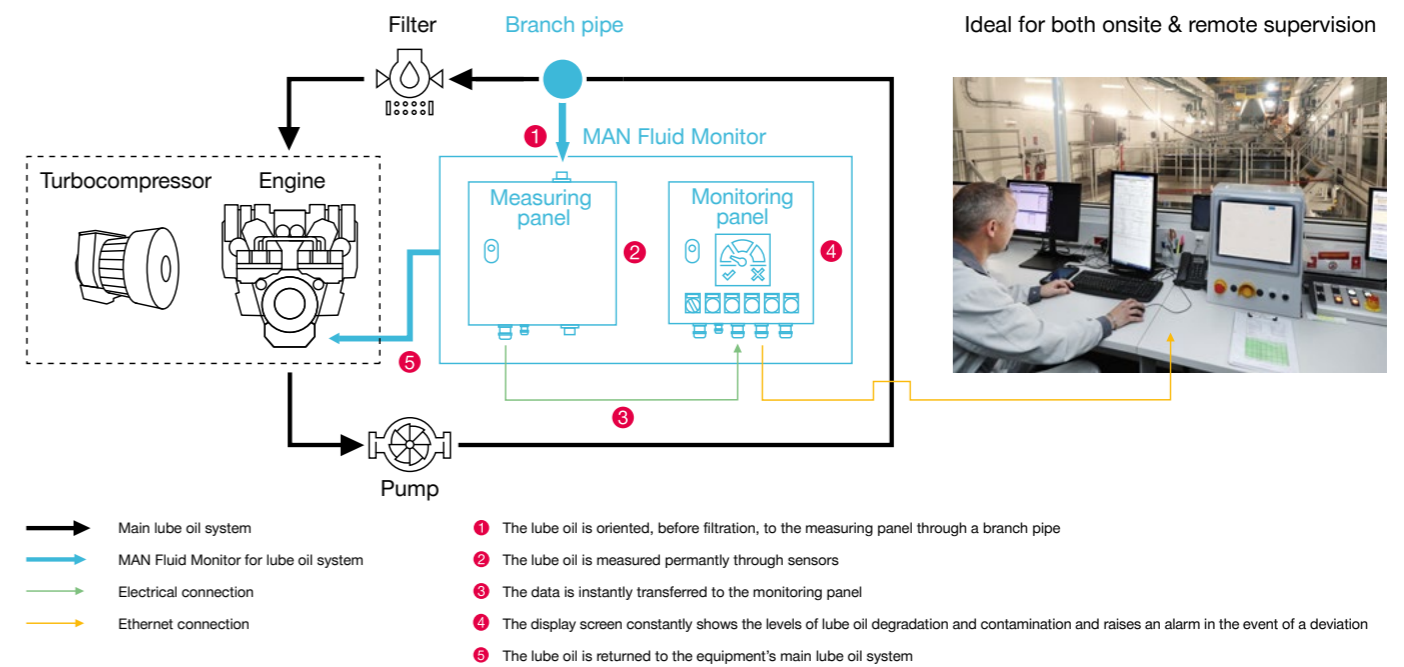 Filter
Branch pipe
Ideal for both onsite & remote supervision
1
MAN Fluid Monitor
Turbocompressor
Engine
Measuring
panel
2
Monitoring
panel
4
5
3
Pump
Main lube oil system
MAN Fluid Monitor for lube oil system
Electrical connection
Ethernet connection
1 The lube oil is oriented, before filtration, to the measuring panel through a branch pipe
2 The lube oil is measured permantly through sensors
3 The data is instantly transferred to the monitoring panel
4 The display screen constantly shows the levels of lube oil degradation and contamination and raises an alarm in the event of a deviation
5 The lube oil is returned to the equipment's main lube oil system